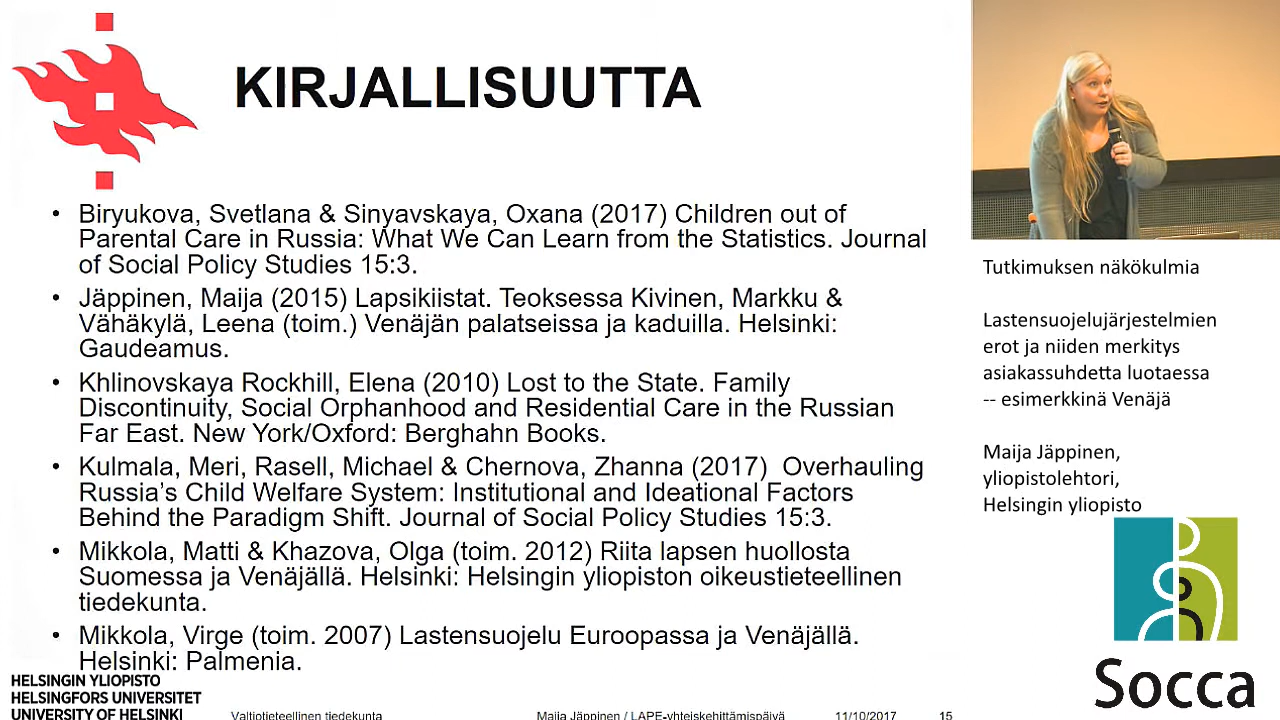 KIRJALLISUUTTA
• Biryukova, Svetlana & Sinyavskaya, Oxana (2017) Children out of
Parental Care in Russia: What We Can Learn from the Statistics. Journal
of Social Policy Studies 15:3.
• Jäppinen, Maija (2015) Lapsikiistat. Teoksessa Kivinen, Markku &
Vähäkylä, Leena (toim.) Venäjän palatseissa ja kaduilla. Helsinki:
Gaudeamus.
• Khlinovskaya Rockhill, Elena (2010) Lost to the State. Family
Discontinuity, Social Orphanhood and Residential Care in the Russian
Far East. New York/Oxford: Berghahn Books.
• Kulmala, Meri, Rasell, Michael & Chernova, Zhanna (2017)  Overhauling
Russia's Child Welfare System: Institutional and Ideational Factors
Behind the Paradigm Shift. Journal of Social Policy Studies 15:3.
• Mikkola, Matti & Khazova, Olga (toim. 2012) Riita lapsen huollosta
Suomessa ja Venäjällä. Helsinki: Helsingin yliopiston oikeustieteellinen
tiedekunta.
• Mikkola, Virge (toim. 2007) Lastensuojelu Euroopassa ja Venäjällä.
Helsinki: Palmenia.
HELSINGIN YLIOPISTO
HELSINGFORS UNIVERSITET
UNIVERSITY OF HELSINKI
Valtiotieteellinen tiedekunta
Maija Jäppinen / LAPE-yhteiskehittämispäivä
11/10/2017
15
Tutkimuksen näkökulmia
Lastensuojelujärjestelmien
erot ja niiden merkitys
asiakassuhdetta luotaessa
-- esimerkkinä Venäjä
Maija Jäppinen,
yliopistolehtori,
Helsingin yliopisto
Socca